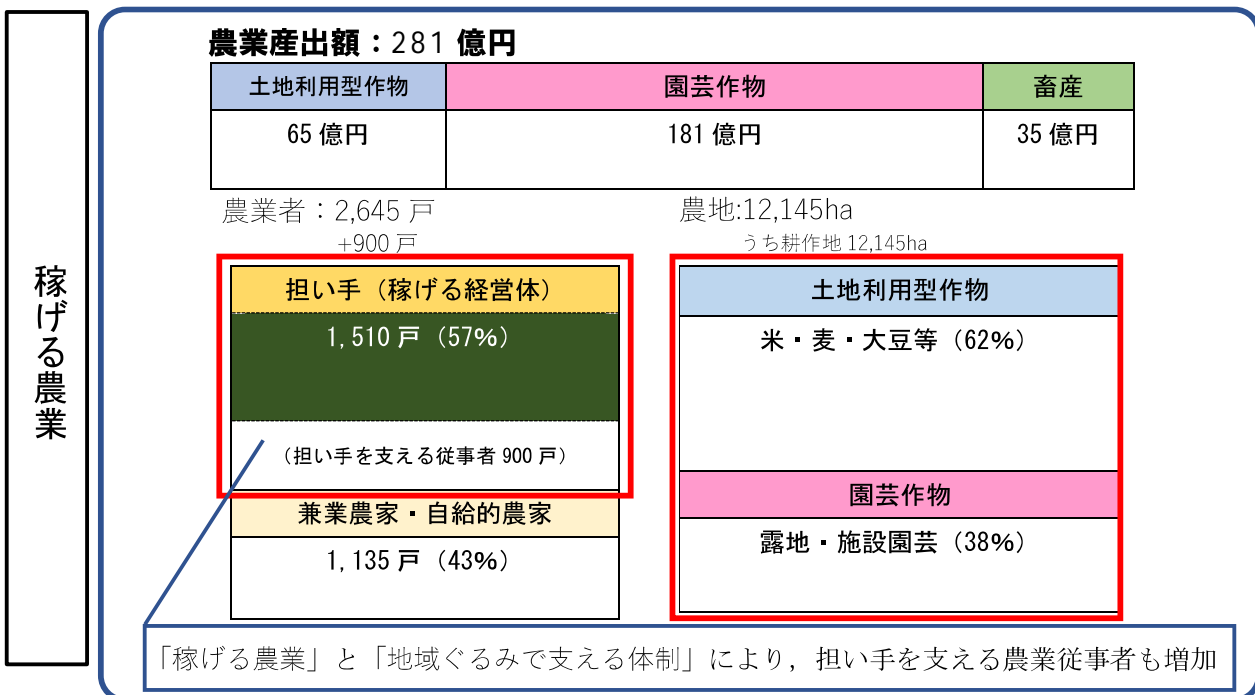 稼げる農業
農業産出額：281 億円
土地利用型作物
園芸作物
畜産
65 億円
181 億円
35 億円
農業者：2,645 戸
+900 戸
農地:12,145ha
うち耕作地 12,145ha
担い手（稼げる経営体）
1,510 戸（57%）
（担い手を支える従事者 900 戸）
兼業農家・自給的農家
1,135 戸（43%）
土地利用型作物
米・麦・大豆等（62%）
園芸作物
露地・施設園芸（38%）
「稼げる農業」と「地域ぐるみで支える体制」により，担い手を支える農業従事者も増加